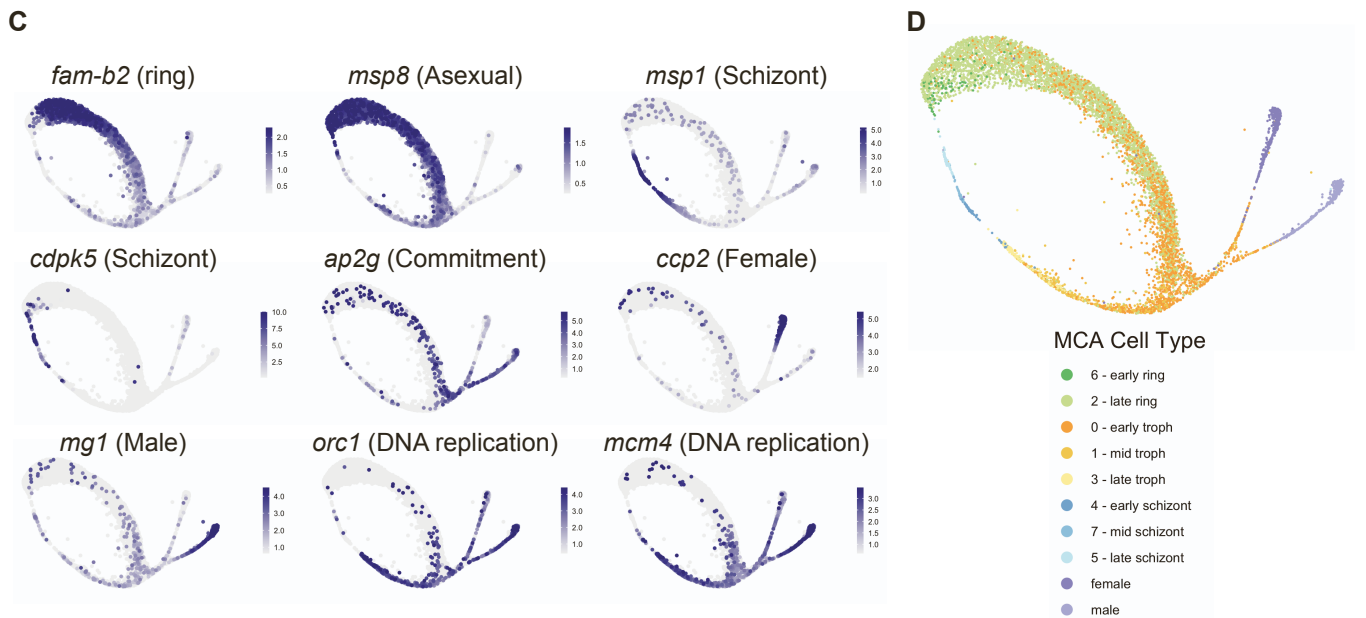 C
fam-b2 (ring)
msp8 (Asexual)
msp1 (Schizont)
2.0
1.5
1.0
0.5
1.5
1.0
0.5
5.0
4.0
3.0
2.0
1.0
cdpk5 (Schizont)
ap2g (Commitment)
ccp2 (Female)
10.0
7.5
5.0
2.5
5.0
4.0
3.0
2.0
1.0
5.0
4.0
3.0
2.0
mg1 (Male)
orc1 (DNA replication)
mcm4 (DNA replication)
4.0
3.0
2.0
1.0
4.0
3.0
2.0
1.0
3.0
2.5
2.0
1.5
1.0
D
MCA Cell Type
6 - early ring
2 - late ring
0 - early troph
1 - mid troph
3 - late troph
4 - early schizont
7 - mid schizont
5 - late schizont
female
male